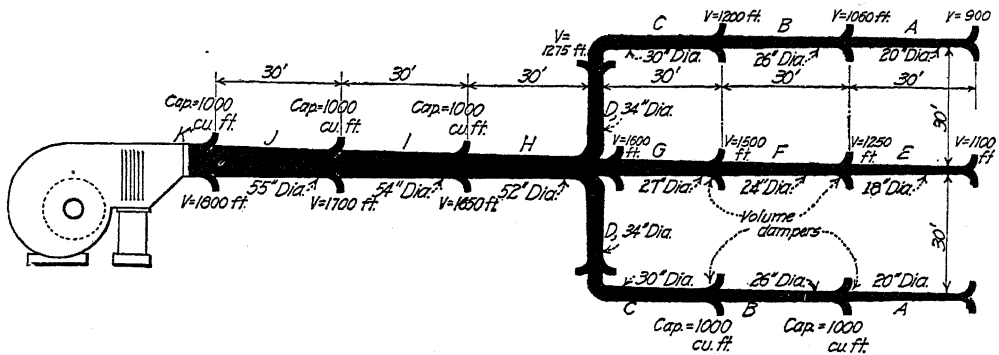 C V=1200 ft. B V=1060 ft. A V=900
V=
1275 ft.
30" Dia. 26" Dia. 20" Dia.
30' 30' 30' 30' 30' 30'
Cap.=1000
cu. ft.
Cap.=1000
cu. ft.
Cap.=1000
cu. ft.
D, 34" Dia.
30'
K J I H
V=1600
ft.
G
V=1500
ft.
F
V=1250
ft.
E
V=1100
ft
55" Dia. 54" Dia. 52" Dia. 27" Dia. 24" Dia. 18" Dia.
V=1800 ft. V=1700 ft. V=1650 ft.
Volume
dampers
D, 34" Dia.
30'
30" Dia. 26" Dia. 20" Dia.
C B A
Cap.=1000
cu. ft.
Cap.=1000
cu. ft.